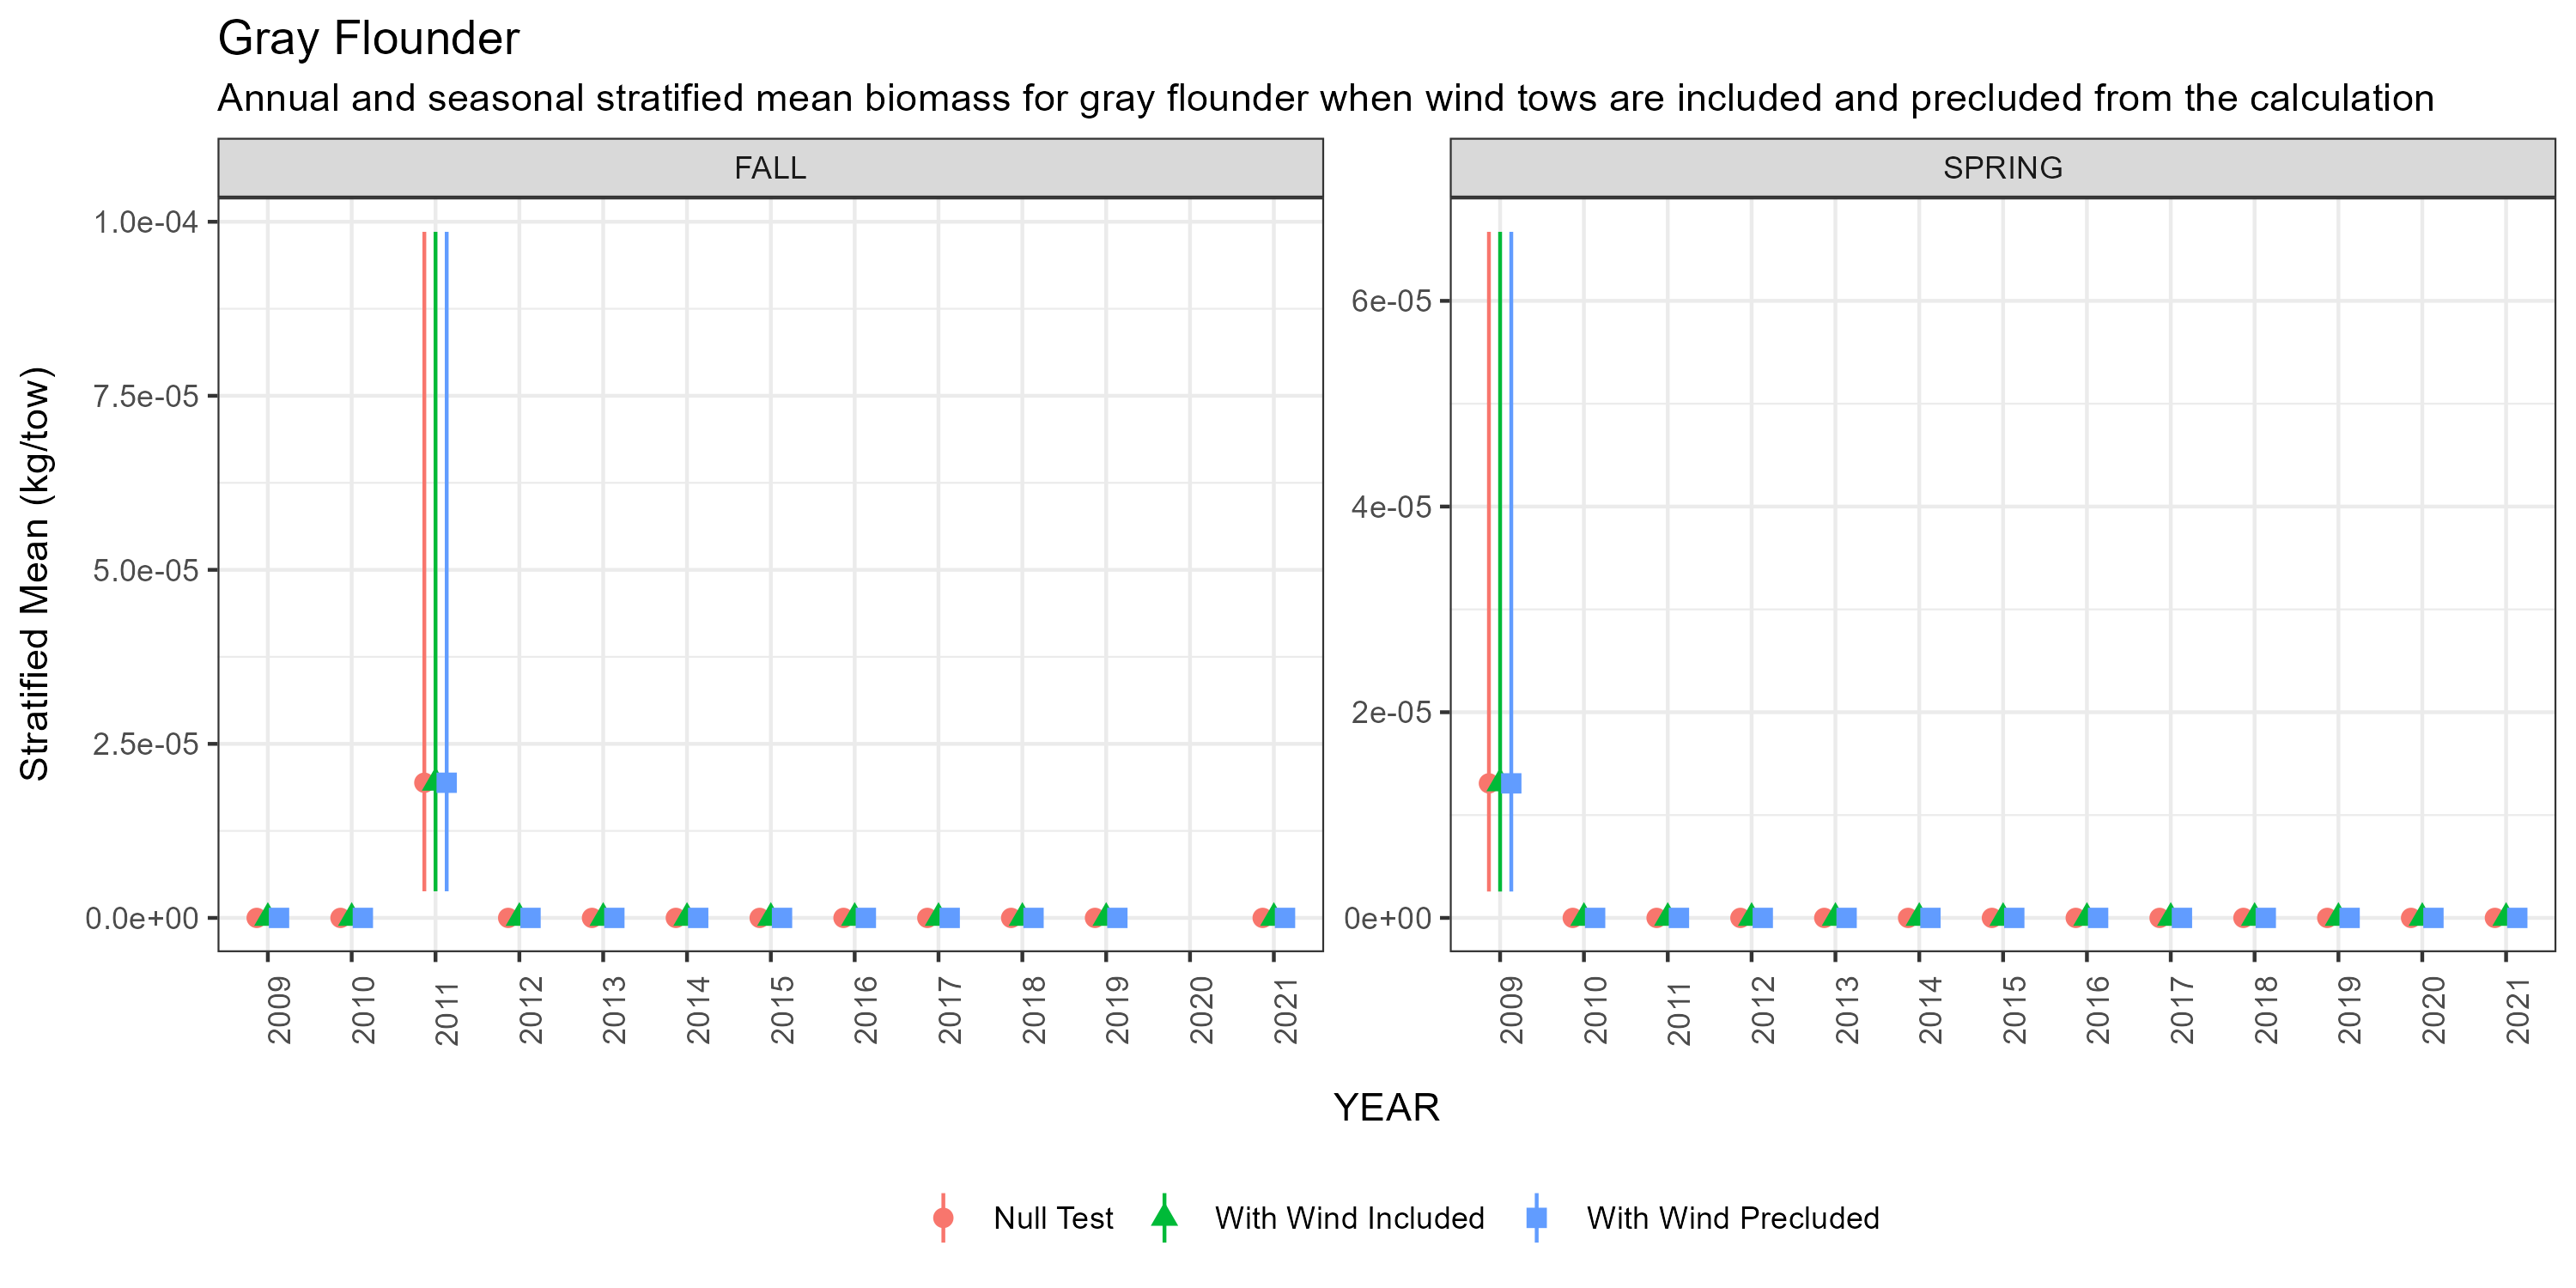 Gray Flounder
Annual and seasonal stratified mean biomass for gray flounder when wind tows are included and precluded from the calculation
FALL
SPRING
Stratified Mean (kg/tow)
1.0e-04
7.5e-05
5.0e-05
2.5e-05
0.0e+00
6e-05
4e-05
2e-05
0e+00
2009 2010 2011 2012 2013 2014 2015 2016 2017 2018 2019 2020 2021
2009 2010 2011 2012 2013 2014 2015 2016 2017 2018 2019 2020 2021
YEAR
Null Test With Wind Included With Wind Precluded